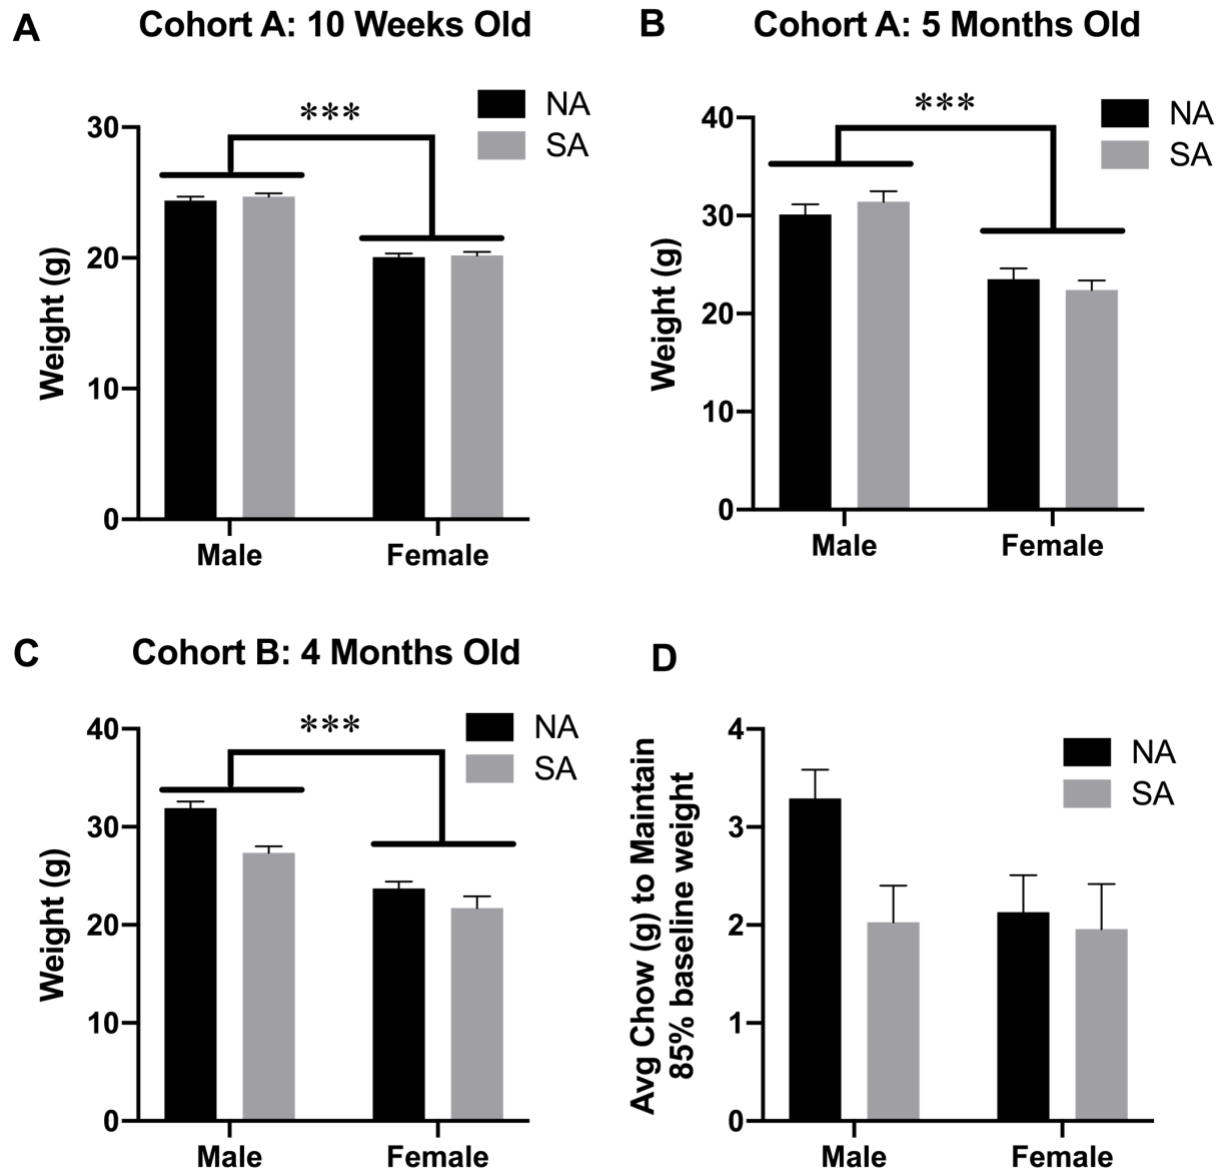 A
Cohort A: 10 Weeks Old
NA
SA
***
30
20
10
0
Weight (g)
Male
Female
B
Cohort A: 5 Months Old
NA
SA
***
40
30
20
10
0
Weight (g)
Male
Female
C
Cohort B: 4 Months Old
NA
SA
***
40
30
20
10
0
Weight (g)
Male
Female
D
NA
SA
4
3
2
1
0
Avg Chow (g) to Maintain
85% baseline weight
Male
Female